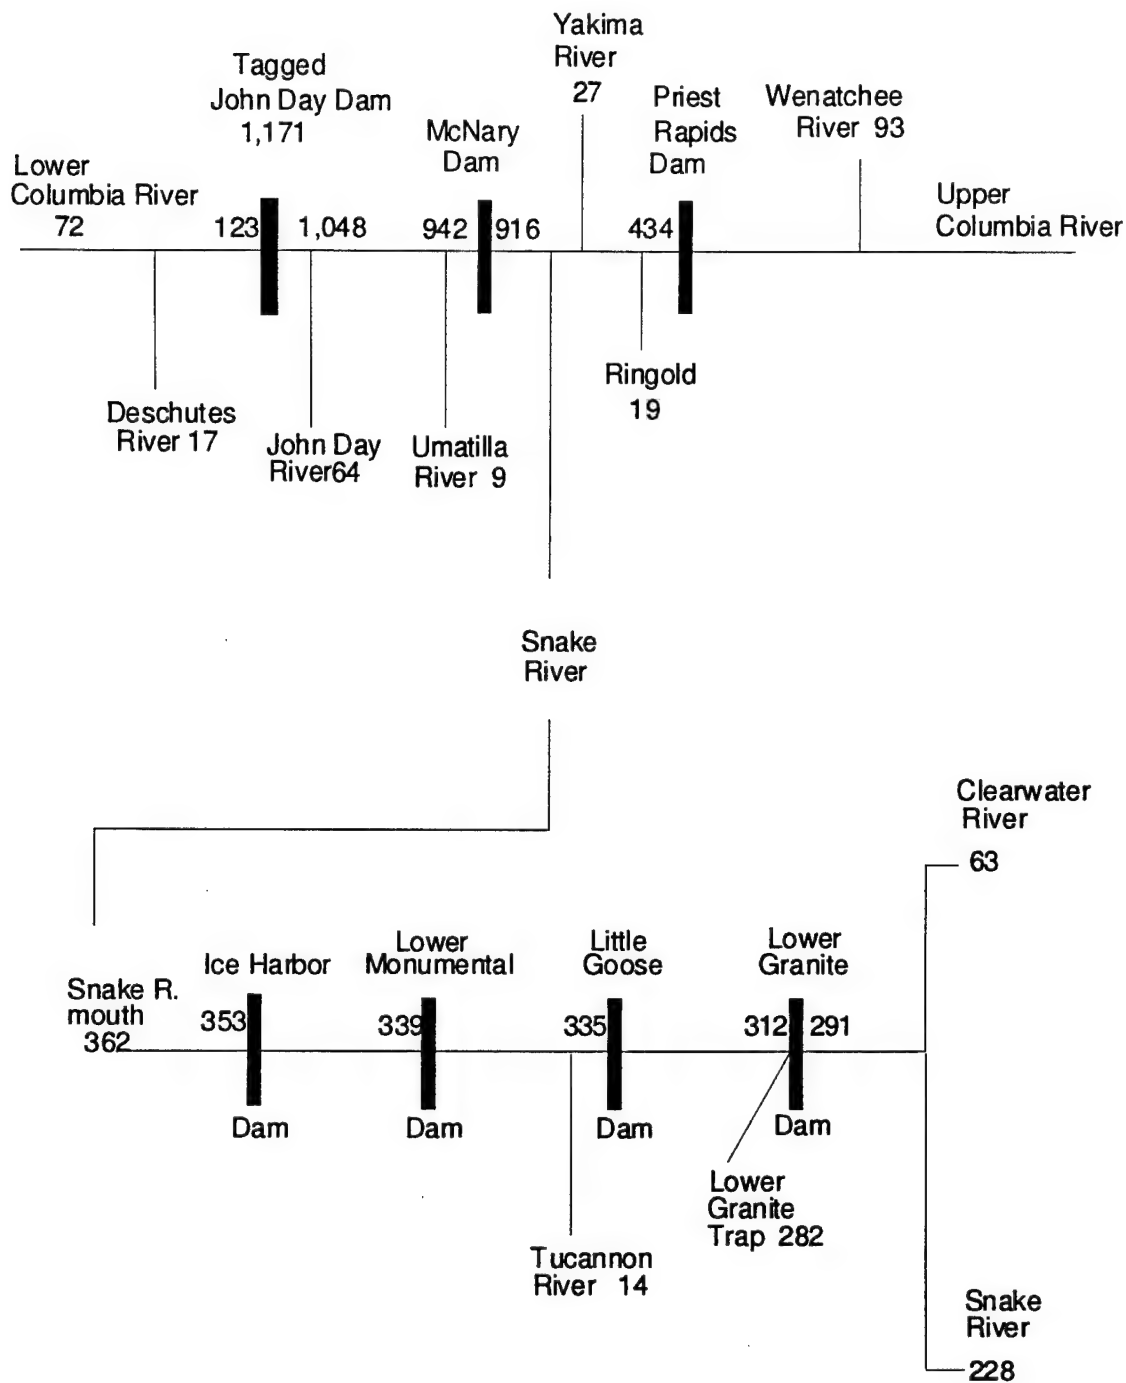 Yakima
River
27
Tagged
John Day Dam
1,171
McNary
Dam
Priest
Rapids
Dam
Wenatchee
River 93
Lower
Columbia River
72
123
1,048
942
916
434
Upper
Columbia River
Deschutes
River 17
John Day
River64
Umatilla
River 9
Ringold
19
Snake
River
Clearwater
River
63
Snake R.
mouth
362
Ice Harbor
353
Dam
Lower
Monumental
339
Dam
Little
Goose
335
Dam
Lower
Granite
312
291
Dam
Lower
Granite
Trap 282
Tucannon
River 14
Snake
River
228